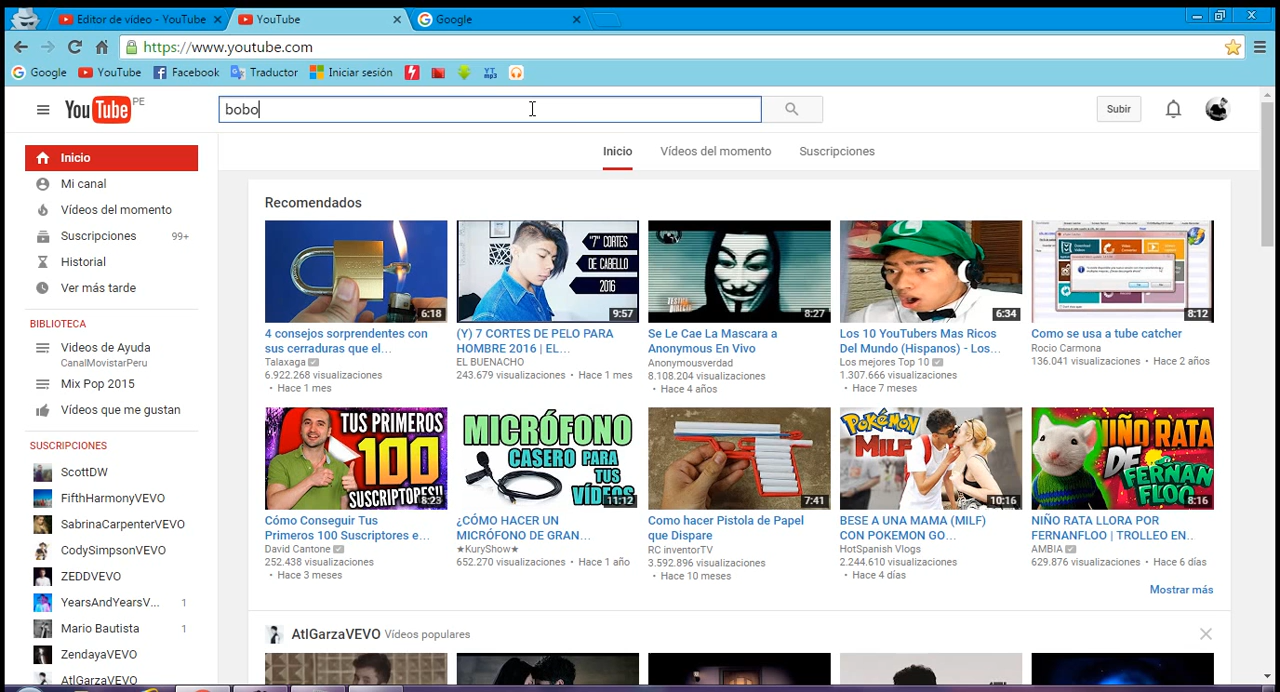 Editor de video - YouTube
YouTube
Google
https://www.youtube.com
Google
YouTube
Facebook
Traductor
Iniciar sesión
YT mp3
YouTube PE
bobo
Subir
Inicio
Vídeos del momento
Suscripciones
Inicio
Mi canal
Vídeos del momento
Suscripciones 99+
Historial
Ver más tarde
BIBLIOTECA
Videos de Ayuda
CanalMovistarPeru
Mix Pop 2015
Vídeos que me gustan
SUSCRIPCIONES
ScottDW
FifthHarmonyVEVO
SabrinaCarpenterVEVO
CodySimpsonVEVO
ZEDDVEVO
YearsAndYearsV... 1
Mario Bautista 1
ZendayaVEVO
AtlGarzaVEVO
Recomendados
6:18
4 consejos sorprendentes con
sus cerraduras que el...
Talaxaga
6.922.268 visualizaciones
• Hace 1 mes
"7" CORTES
DE CABELLO
2016
9:57
(Y) 7 CORTES DE PELO PARA
HOMBRE 2016 | EL...
EL BUENACHO
243.679 visualizaciones • Hace 1 mes
8:27
Se Le Cae La Mascara a
Anonymous En Vivo
Anonymousverdad
8.108.204 visualizaciones
• Hace 4 años
6:34
Los 10 YouTubers Mas Ricos
Del Mundo (Hispanos) - Los...
Los mejores Top 10
1.307.666 visualizaciones
• Hace 7 meses
8:12
Como se usa a tube catcher
Rocio Carmona
136.041 visualizaciones • Hace 2 años
TUS PRIMEROS
100
SUSCRIPTORES!!
8:23
Cómo Conseguir Tus
Primeros 100 Suscriptores e...
David Cantone
252.438 visualizaciones
• Hace 3 meses
MICRÓFONO
CASERO PARA
TUS
VÍDEOS
11:12
¿CÓMO HACER UN
MICRÓFONO DE GRAN...
★KuryShow★
652.270 visualizaciones • Hace 1 año
7:41
Como hacer Pistola de Papel
que Dispare
RC inventorTV
3.592.896 visualizaciones
• Hace 10 meses
POKéMON
MILF
10:16
BESE A UNA MAMA (MILF)
CON POKEMON GO...
HotSpanish Vlogs
2.244.610 visualizaciones
• Hace 4 días
NIÑO RATA
DE
FERNAN
FLOO
8:16
NIÑO RATA LLORA POR
FERNANFLOO | TROLLEO EN...
AMBIA
629.876 visualizaciones • Hace 6 días
Mostrar más
AtlGarzaVEVO Vídeos populares